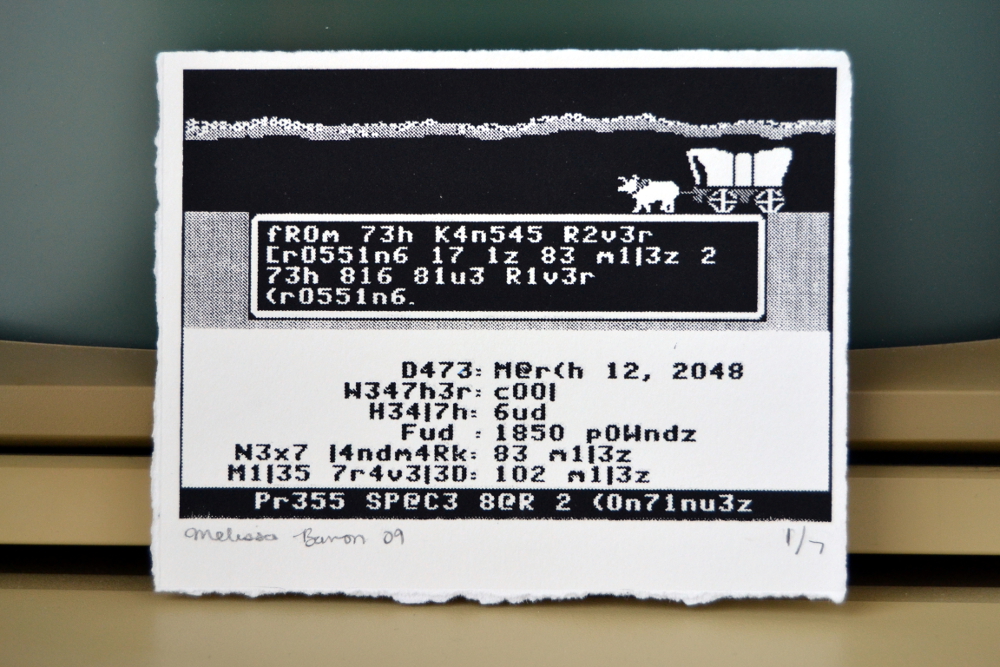 fR0m 73h K4n545 R2v3r
[r0551n6 17 1z 83 m1|3z 2
73h 816 81u3 R1v3r
(r0551n6.
D473: M@r(h 12, 2048
W347h3r: c00|
H34|7h: 6ud
Fud : 1850 p0Wndz
N3x7 |4ndm4Rk: 83 m1|3z
M1|35 7r4v3|3D: 102 m1|3z
Pr355 SP@C3 8@R 2 (0n71nu3z
Melissa Barron 09 1/7